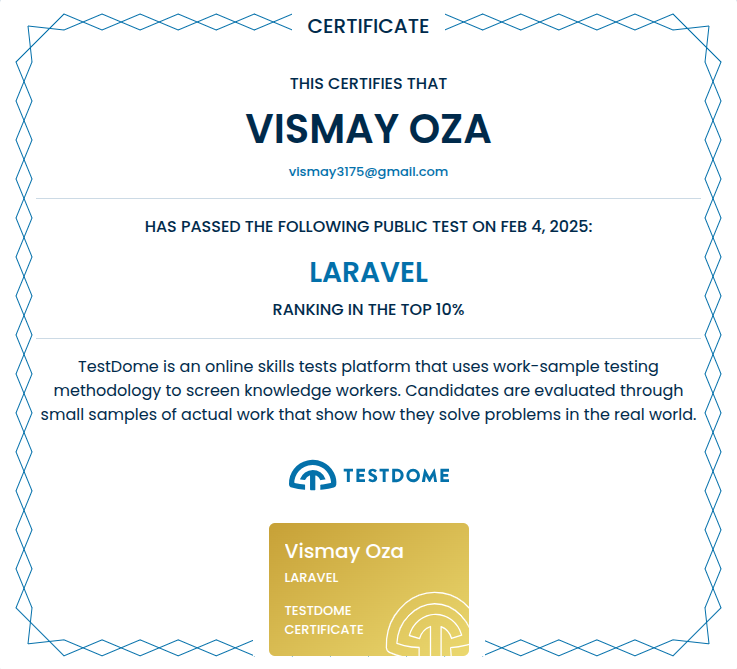 CERTIFICATE
THIS CERTIFIES THAT
VISMAY OZA
vismay3175@gmail.com
HAS PASSED THE FOLLOWING PUBLIC TEST ON FEB 4, 2025:
LARAVEL
RANKING IN THE TOP 10%
TestDome is an online skills tests platform that uses work-sample testing
methodology to screen knowledge workers. Candidates are evaluated through
small samples of actual work that show how they solve problems in the real world.
TESTDOME
Vismay Oza
LARAVEL
TESTDOME
CERTIFICATE